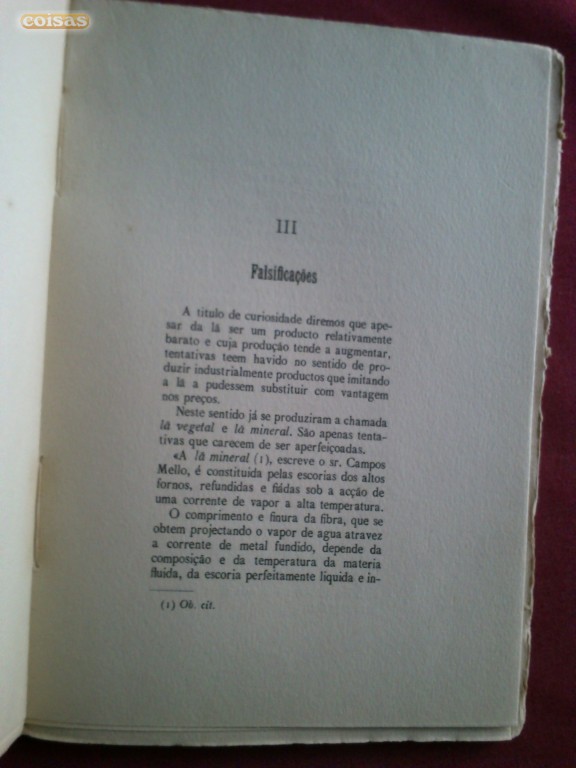 coisas
III
Falsificações
A titulo de curiosidade diremos que ape-
sar da lã ser um producto relativamente
barato e cuja produção tende a augmentar,
tentativas teem havido no sentido de pro-
duzir industrialmente productos que imitando
a lã a pudessem substituir com vantagem
nos preços.
Neste sentido já se produziram a chamada
lã vegetal e lã mineral. São apenas tenta-
tivas que carecem de ser aperfeiçoadas.
«A lã mineral (1), escreve o sr. Campos
Mello, é constituida pelas escorias dos altos
fornos, refundidas e fiádas sob a acção de
uma corrente de vapor a alta temperatura.
O comprimento e finura da fibra, que se
obtem projectando o vapor de agua atravez
a corrente de metal fundido, depende da
composição e da temperatura da materia
fluida, da escoria perfeitamente líquida e in-
(1) Ob. cit.